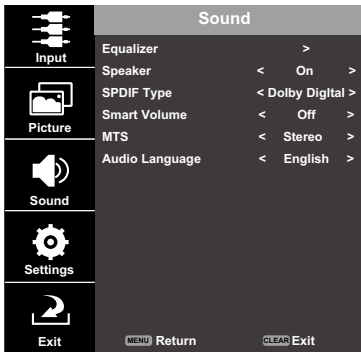 Sound
Input
Picture
Sound
Settings
Exit
Equalizer >
Speaker < On >
SPDIF Type < Dolby DigItal >
Smart Volume < Off >
MTS < Stereo >
Audio Language < English >
MENU Return CLEAR Exit